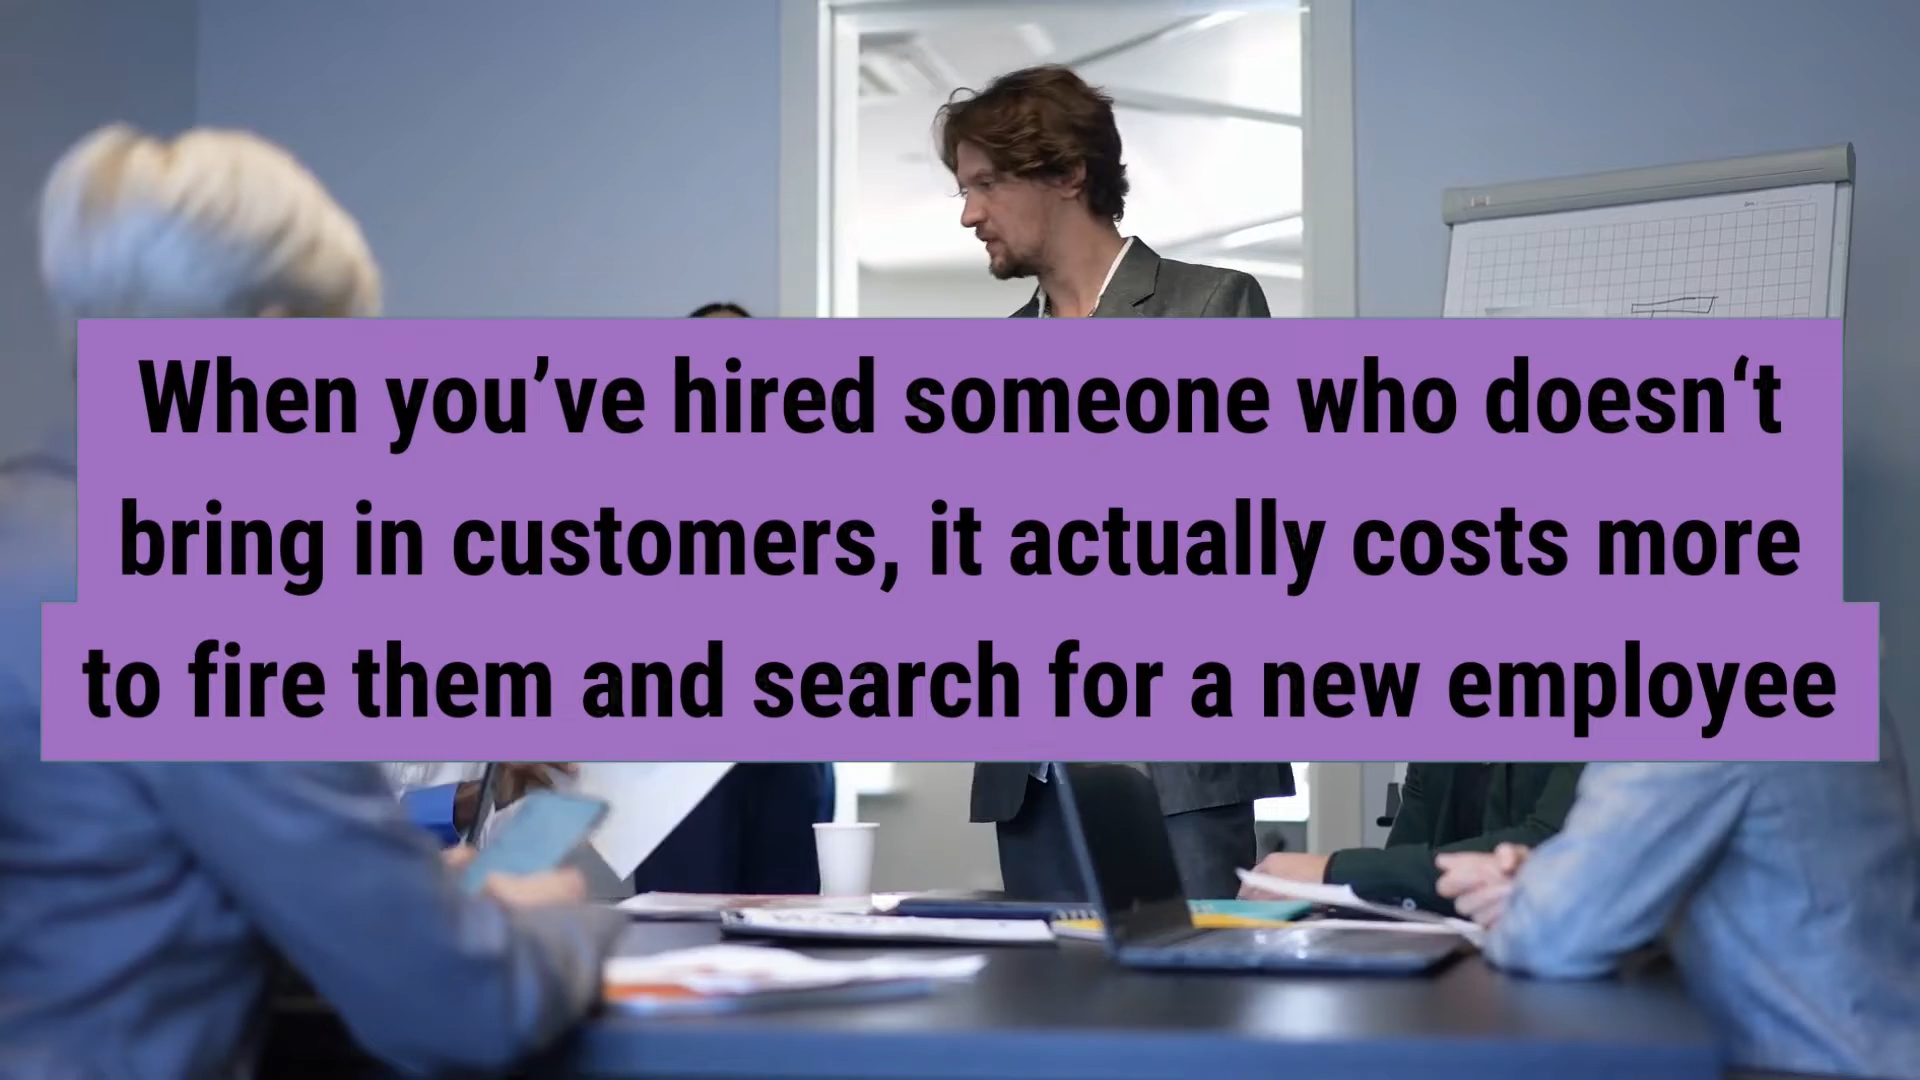 When you’ve hired someone who doesn‘t
bring in customers, it actually costs more
to fire them and search for a new employee